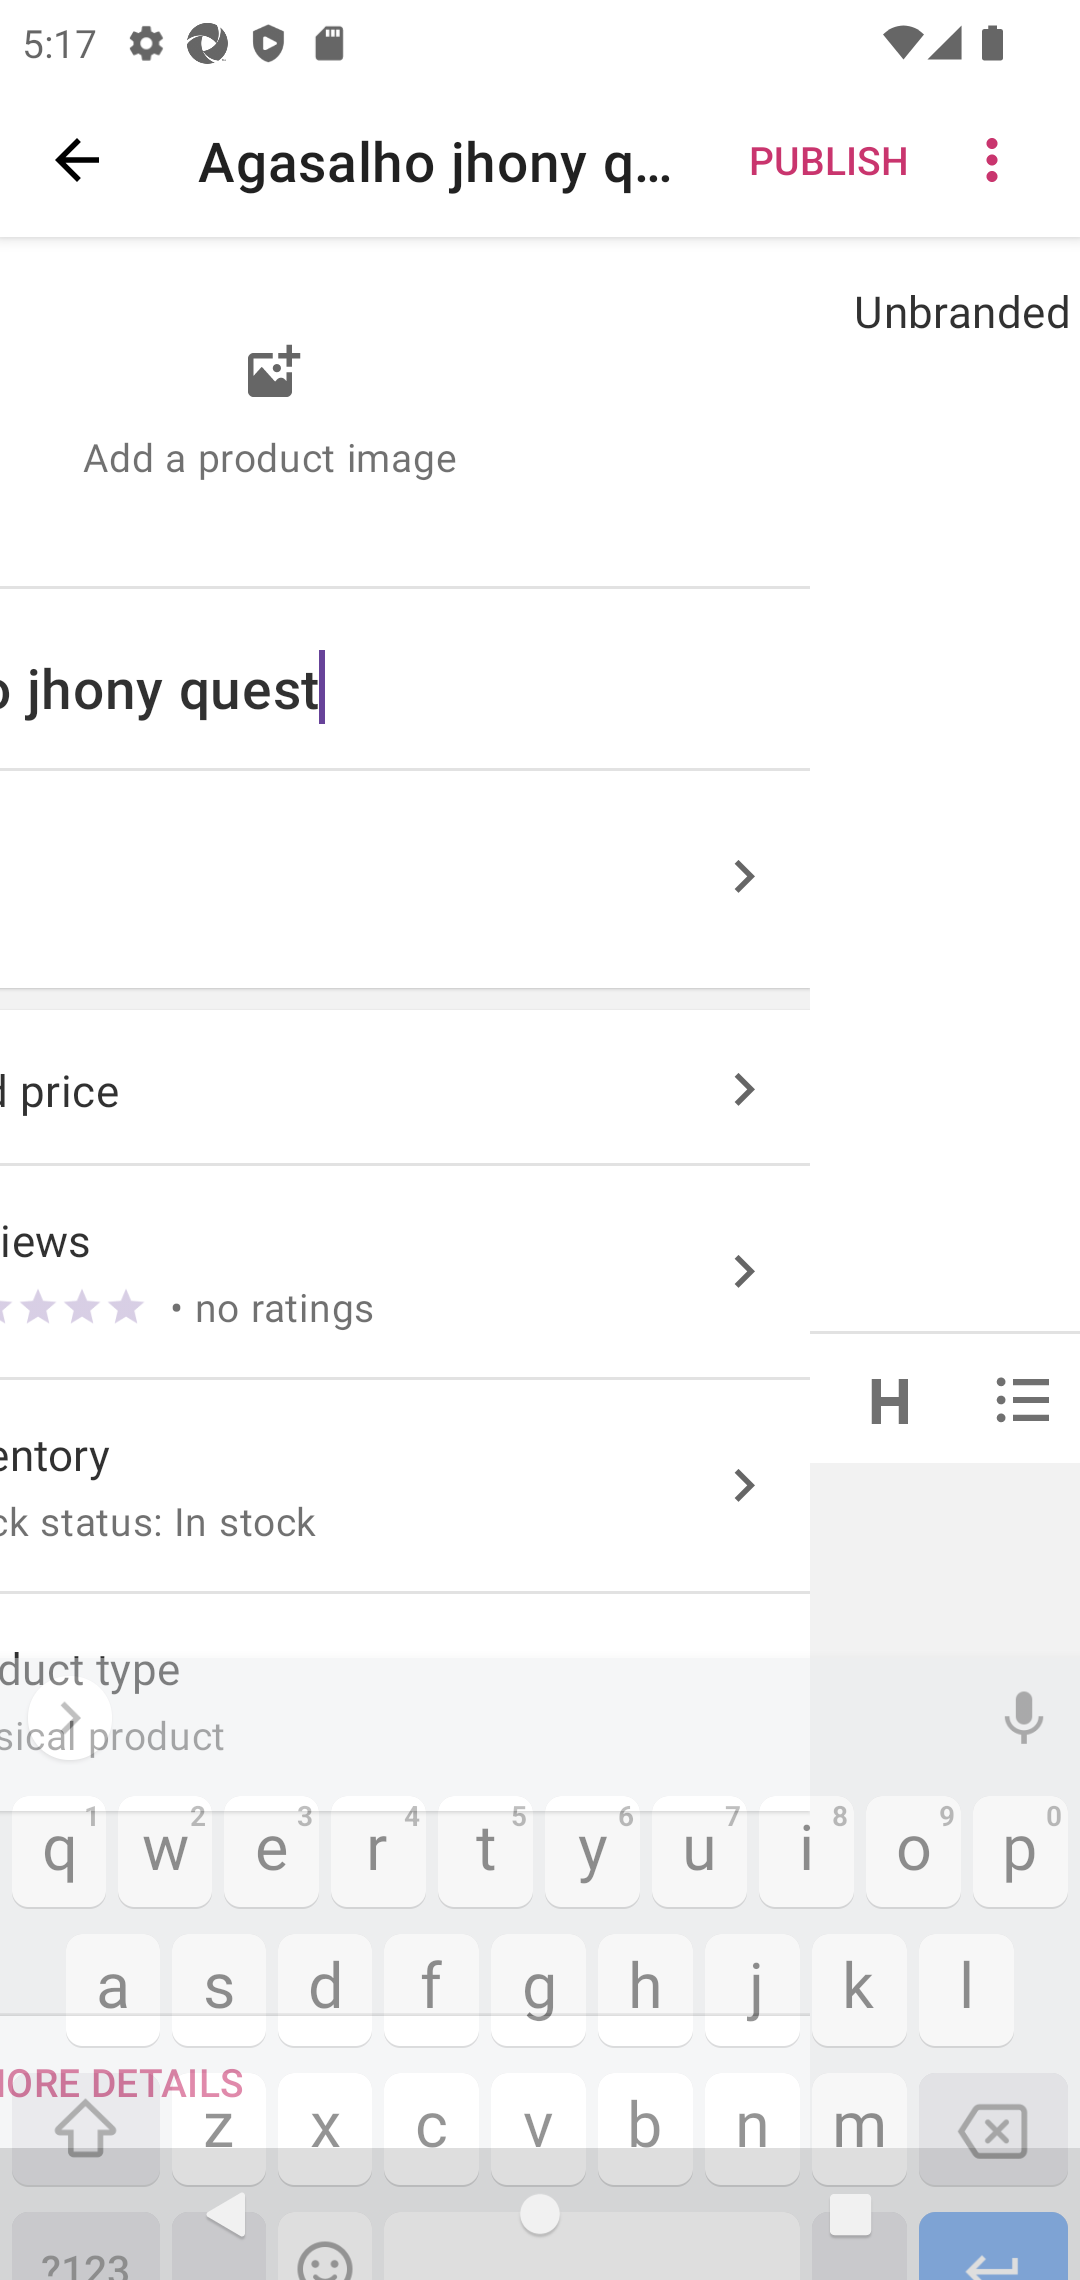 5:17
Agasalho jhony q...
PUBLISH
Unbranded
Add a product image
o jhony quest
d price
iews
• no ratings
entory
ck status: In stock
duct type
sical product
q 1 w 2 e 3 r 4 t 5 y 6 u 7 i 8 o 9 p 0
a s d f g h j k l
ORE DETAILS
z x c v b n m
?123